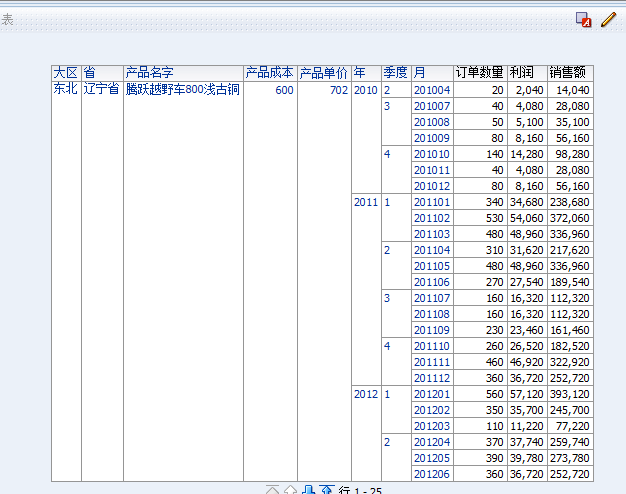 表
大区 省 产品名字 产品成本 产品单价 年 季度 月 订单数量 利润 销售额
东北 辽宁省 腾跃越野车800浅古铜 600 702 2010 2 201004 20 2,040 14,040
3 201007 40 4,080 28,080
201008 50 5,100 35,100
201009 80 8,160 56,160
4 201010 140 14,280 98,280
201011 40 4,080 28,080
201012 80 8,160 56,160
2011 1 201101 340 34,680 238,680
201102 530 54,060 372,060
201103 480 48,960 336,960
2 201104 310 31,620 217,620
201105 480 48,960 336,960
201106 270 27,540 189,540
3 201107 160 16,320 112,320
201108 160 16,320 112,320
201109 230 23,460 161,460
4 201110 260 26,520 182,520
201111 460 46,920 322,920
201112 360 36,720 252,720
2012 1 201201 560 57,120 393,120
201202 350 35,700 245,700
201203 110 11,220 77,220
2 201204 370 37,740 259,740
201205 390 39,780 273,780
201206 360 36,720 252,720
行 1 - 25